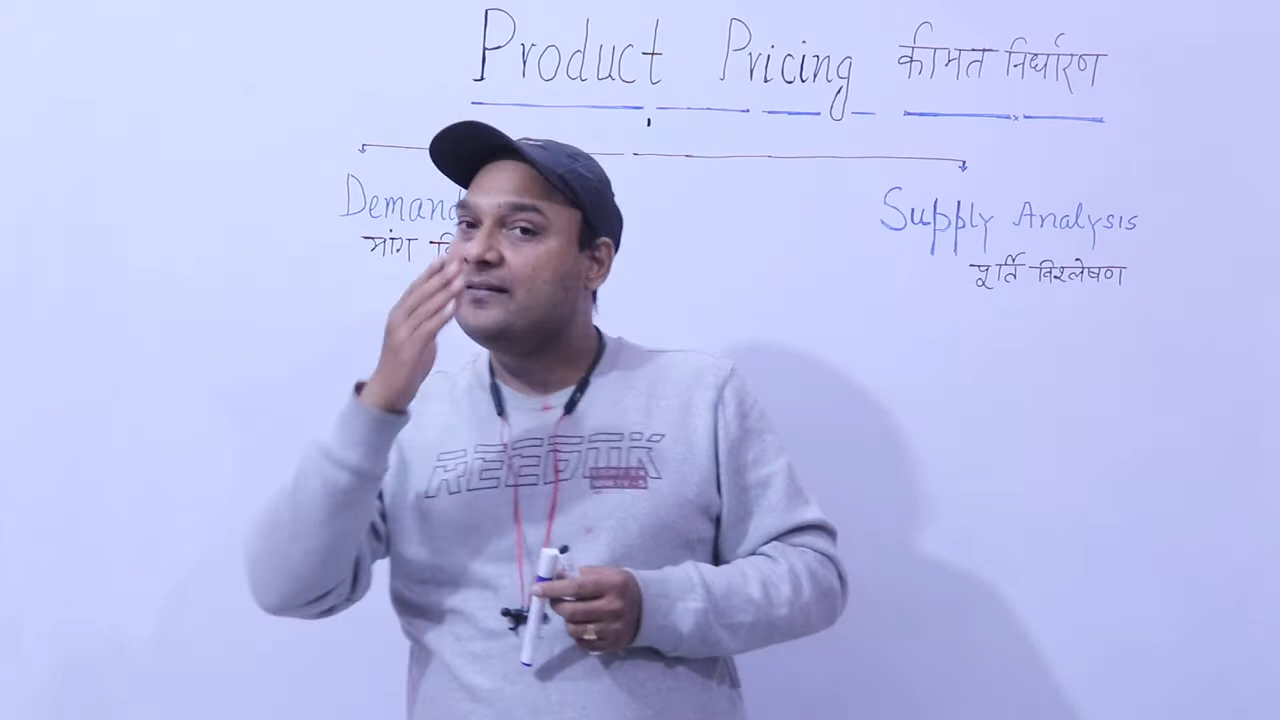 Product Pricing कीमत निर्धारण
Demand
Supply Analysis
मांग
पूर्ति विश्लेषण
REEBOK